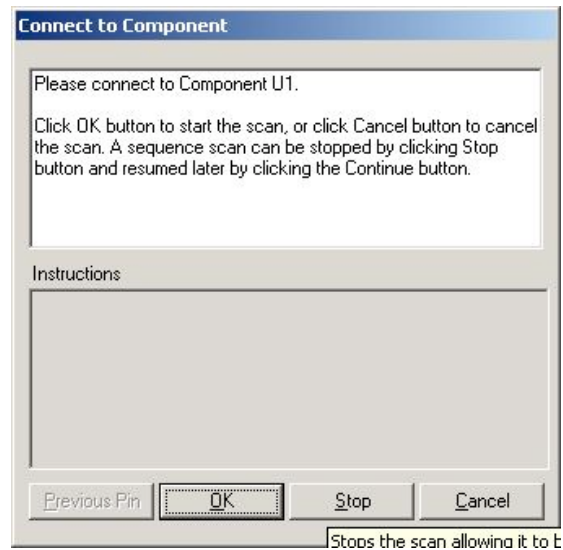 Connect to Component
Please connect to Component U1.
Click OK button to start the scan, or click Cancel button to cancel
the scan. A sequence scan can be stopped by clicking Stop
button and resumed later by clicking the Continue button.
Instructions
Previous Pin OK Stop Cancel
Stops the scan allowing it to